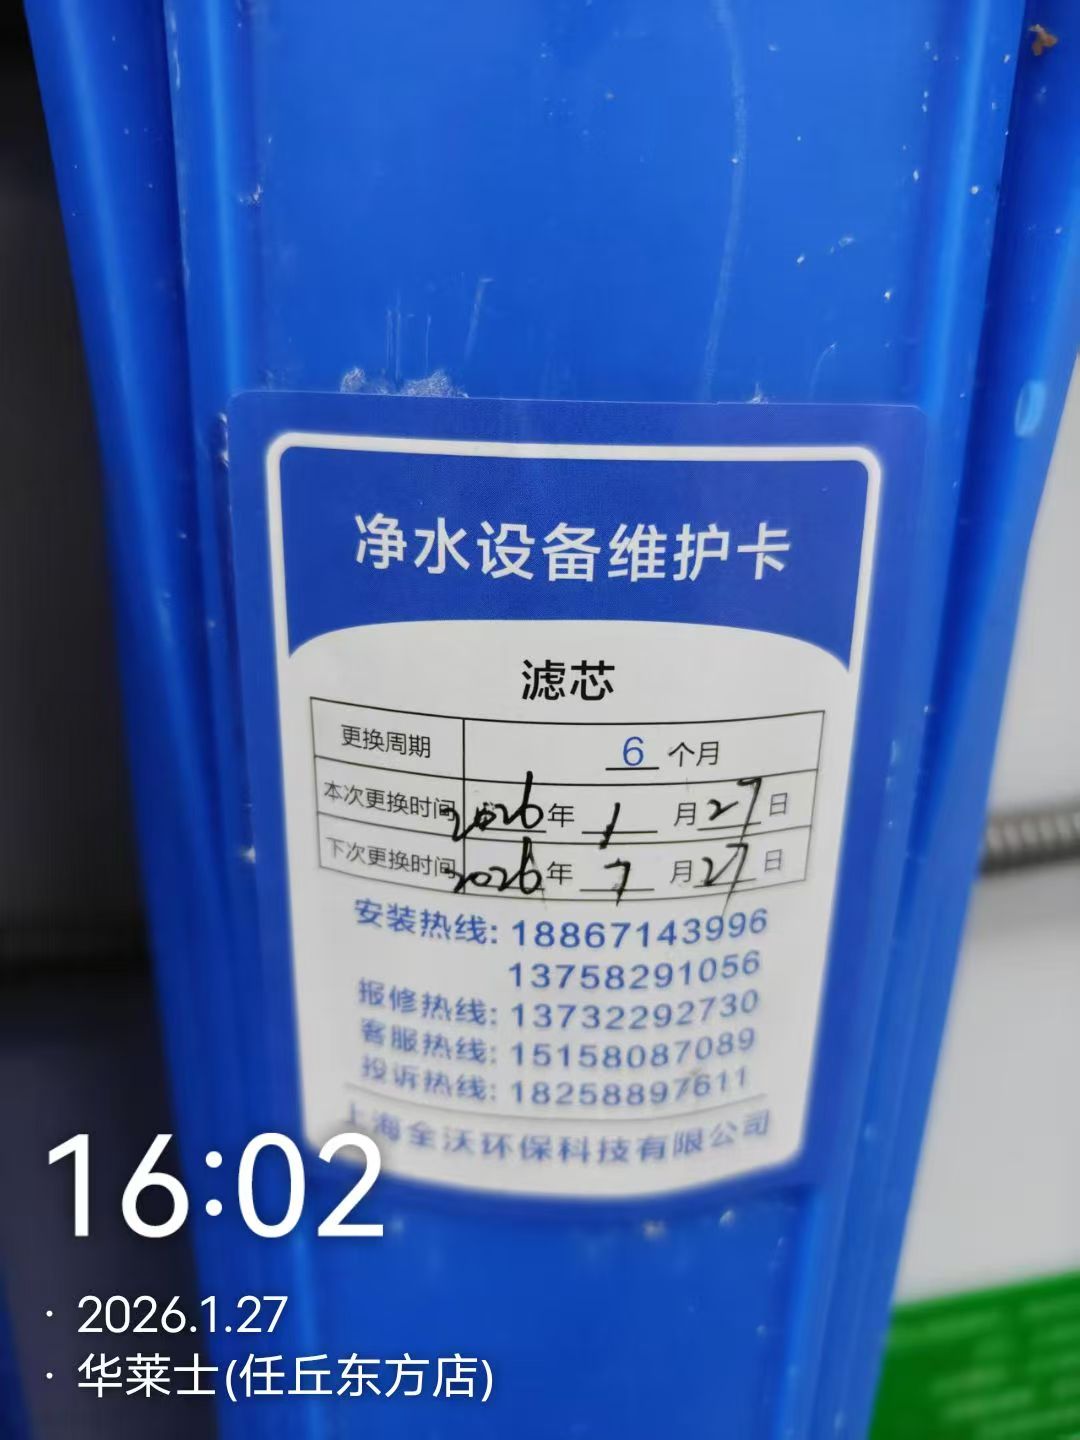 净水设备维护卡
滤芯
更换周期 6 个月
本次更换时间 2026年 1 月 27 日
下次更换时间 2026年 7 月 27 日
安装热线: 18867143996
13758291056
报修热线: 13732292730
客服热线: 15158087089
投诉热线: 18258897611
上海全沃环保科技有限公司
16:02
· 2026.1.27
· 华莱士(任丘东方店)